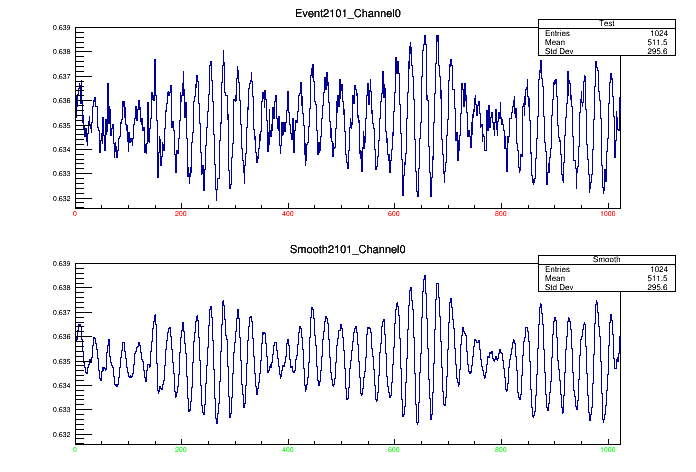 Event2101_Channel0
Test
Entries 1024
Mean 511.5
Std Dev 295.6
0.639
0.638
0.637
0.636
0.635
0.634
0.633
0.632
0 200 400 600 800 1000
Smooth2101_Channel0
Smooth
Entries 1024
Mean 511.5
Std Dev 295.6
0.639
0.638
0.637
0.636
0.635
0.634
0.633
0.632
0 200 400 600 800 1000